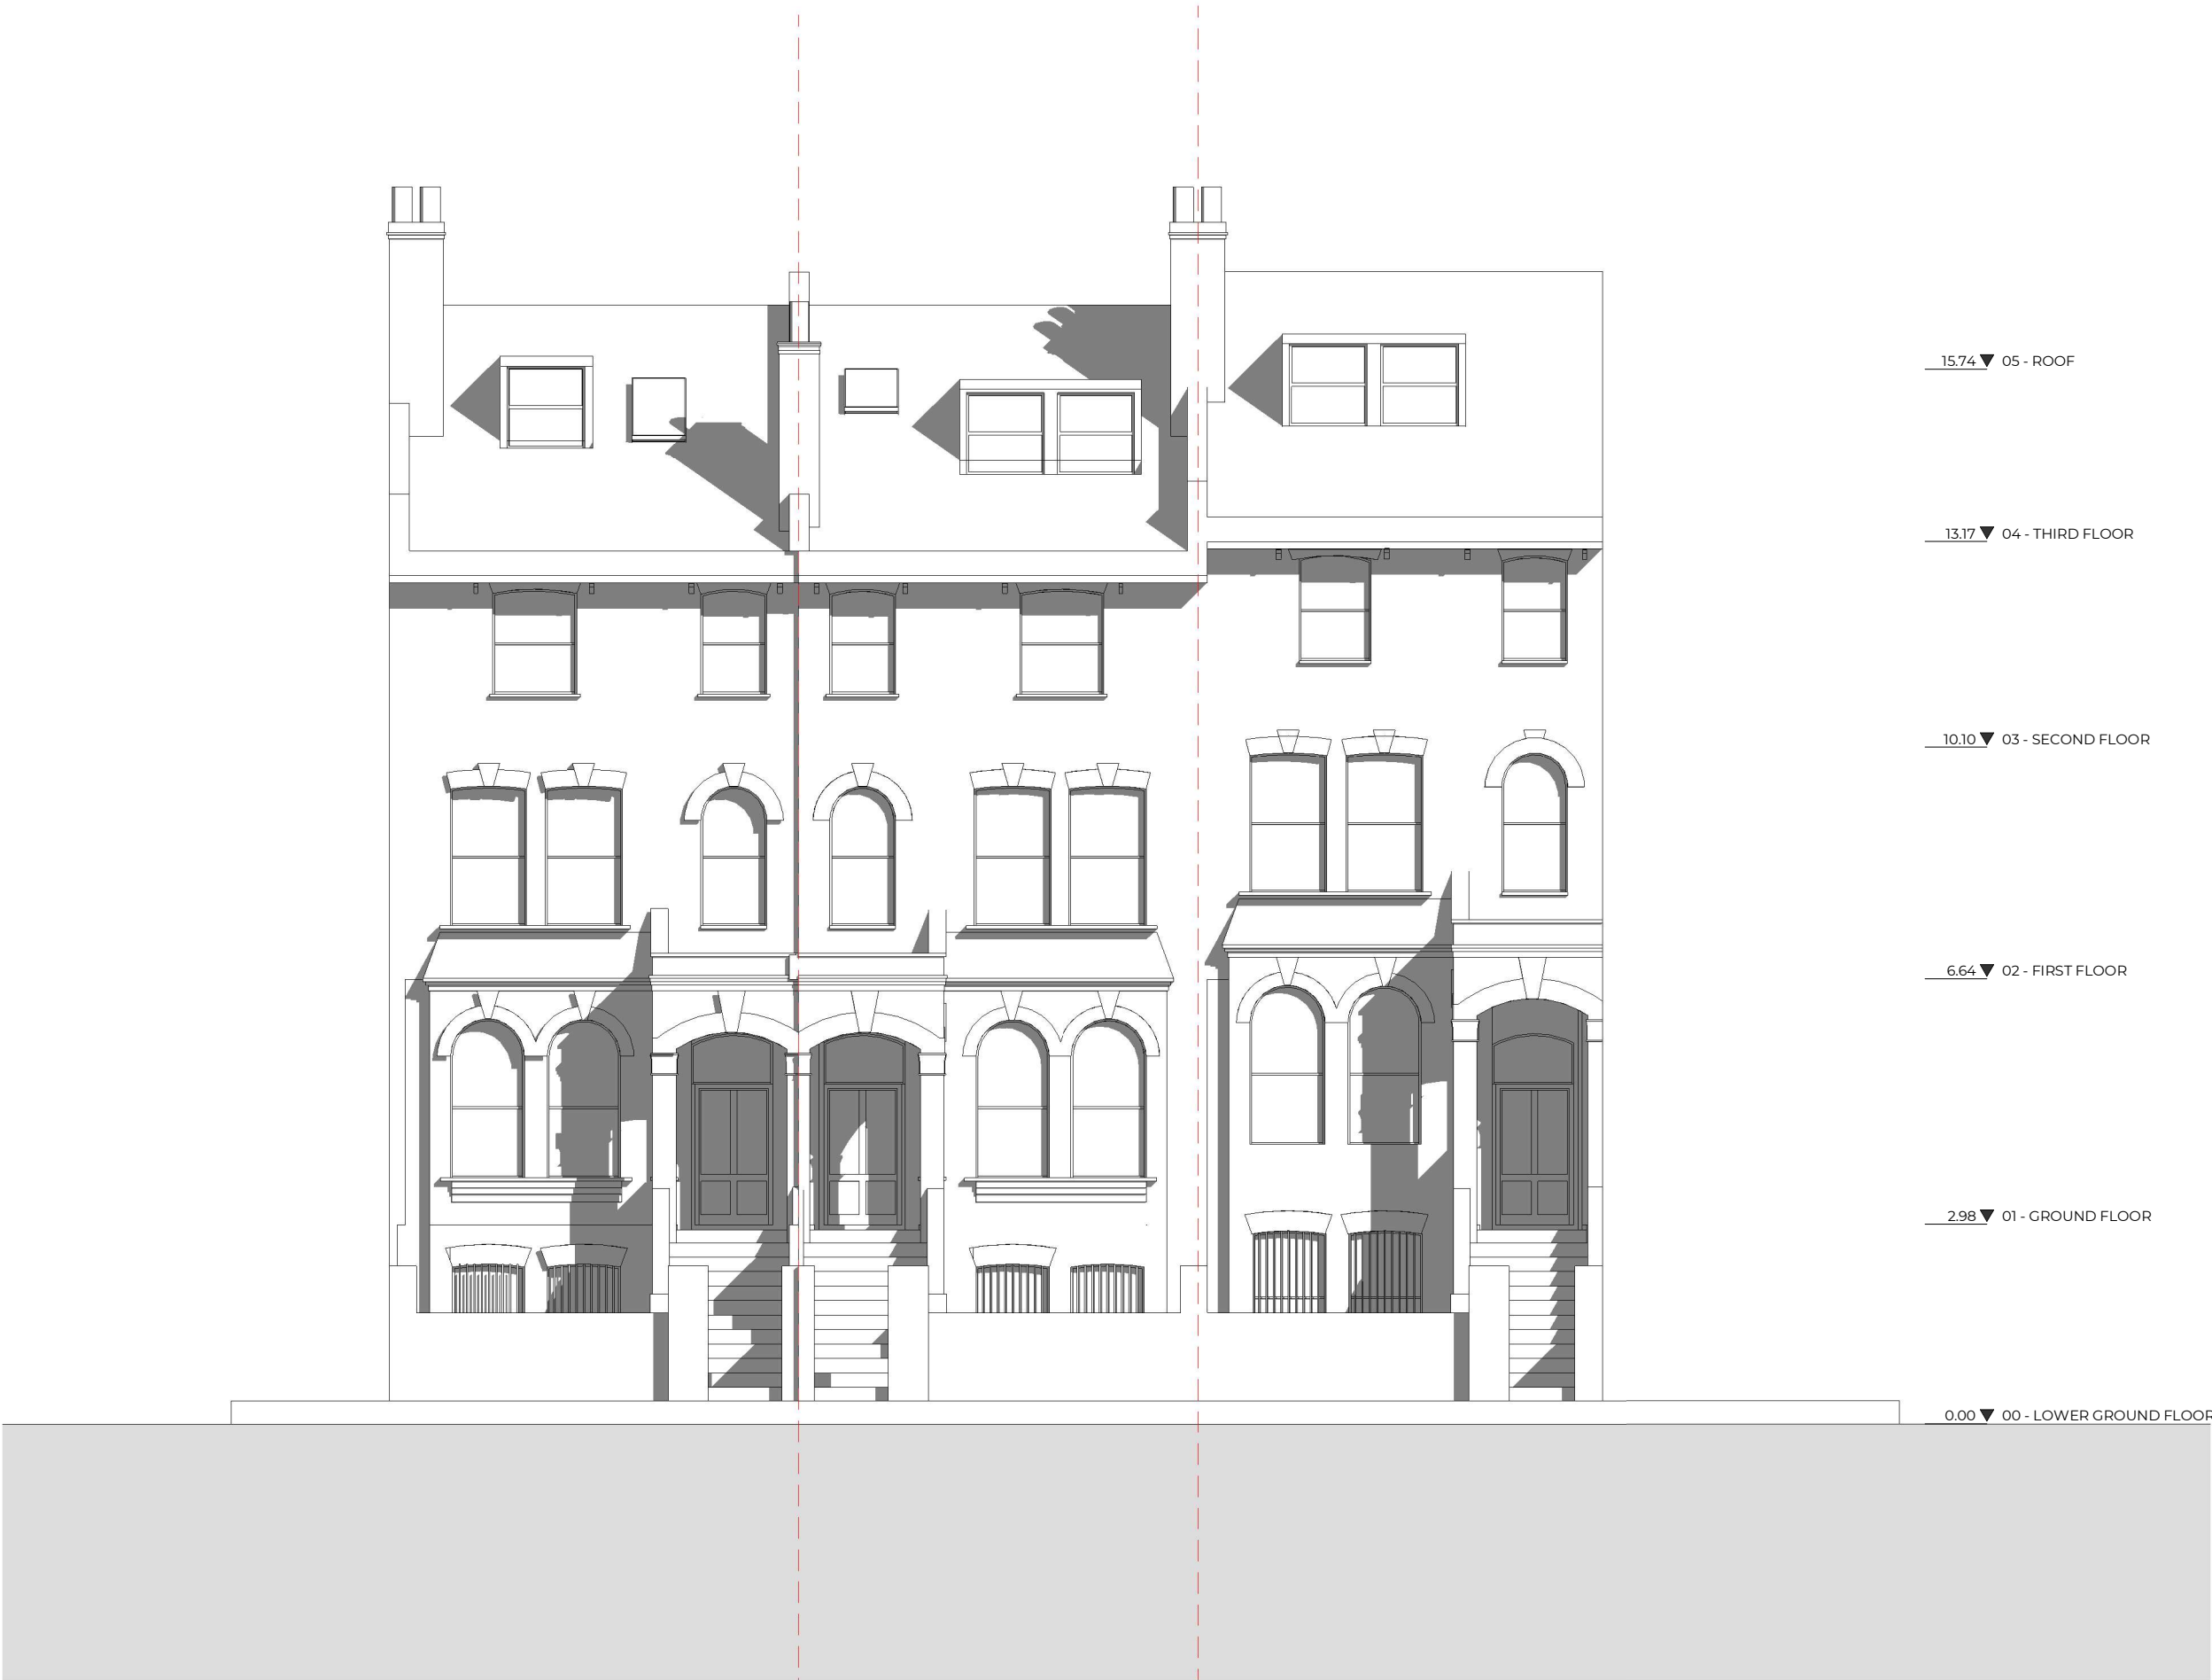 15.74 05 - ROOF
13.17 04 - THIRD FLOOR
10.10 03 - SECOND FLOOR
6.64 02 - FIRST FLOOR
2.98 01 - GROUND FLOOR
0.00 00 - LOWER GROUND FLOOR